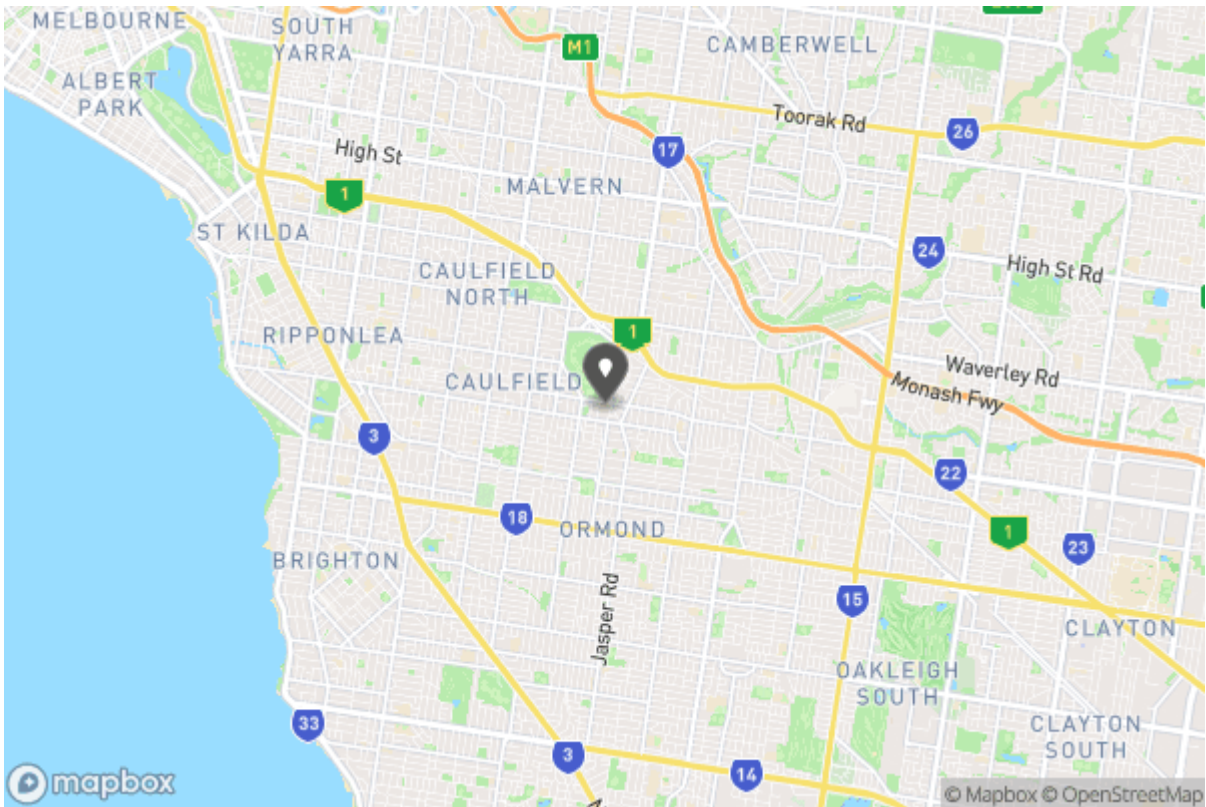 MELBOURNE
SOUTH
YARRA
M1
CAMBERWELL
ALBERT
PARK
Toorak Rd
26
High St
17
MALVERN
1
ST KILDA
24
High St Rd
CAULFIELD
NORTH
RIPPONLEA
1
CAULFIELD
Waverley Rd
Monash Fwy
3
22
18
ORMOND
1
23
BRIGHTON
Jasper Rd
15
CLAYTON
OAKLEIGH
SOUTH
33
CLAYTON
SOUTH
3
14
mapbox
© Mapbox © OpenStreetMap